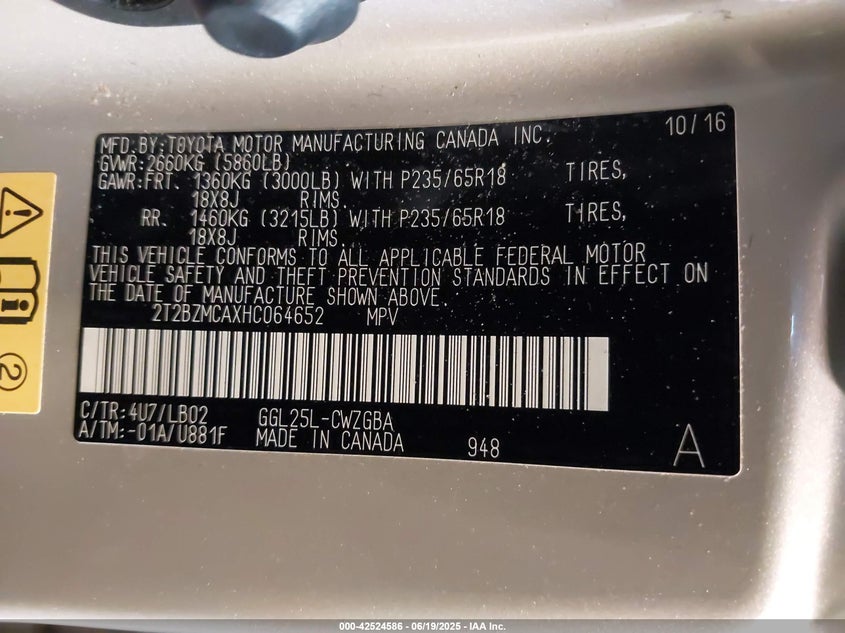 MFD.BY:TOYOTA MOTOR MANUFACTURING CANADA INC. 10/16
GVWR:2660KG (5860LB)
GAWR:FRT. 1360KG (3000LB) WITH P235/65R18 TIRES,
18X8J RIMS.
RR. 1460KG (3215LB) WITH P235/65R18 TIRES,
18X8J RIMS.
THIS VEHICLE CONFORMS TO ALL APPLICABLE FEDERAL MOTOR
VEHICLE SAFETY AND THEFT PREVENTION STANDARDS IN EFFECT ON
THE DATE OF MANUFACTURE SHOWN ABOVE.
2T2BZMCAXHC064652 MPV
C/TR:4U7/LB02 GGL25L-CWZGBA
A/TM:-01A/U881F MADE IN CANADA 948 A
2
000-42524586 - 06/19/2025 - IAA Inc.